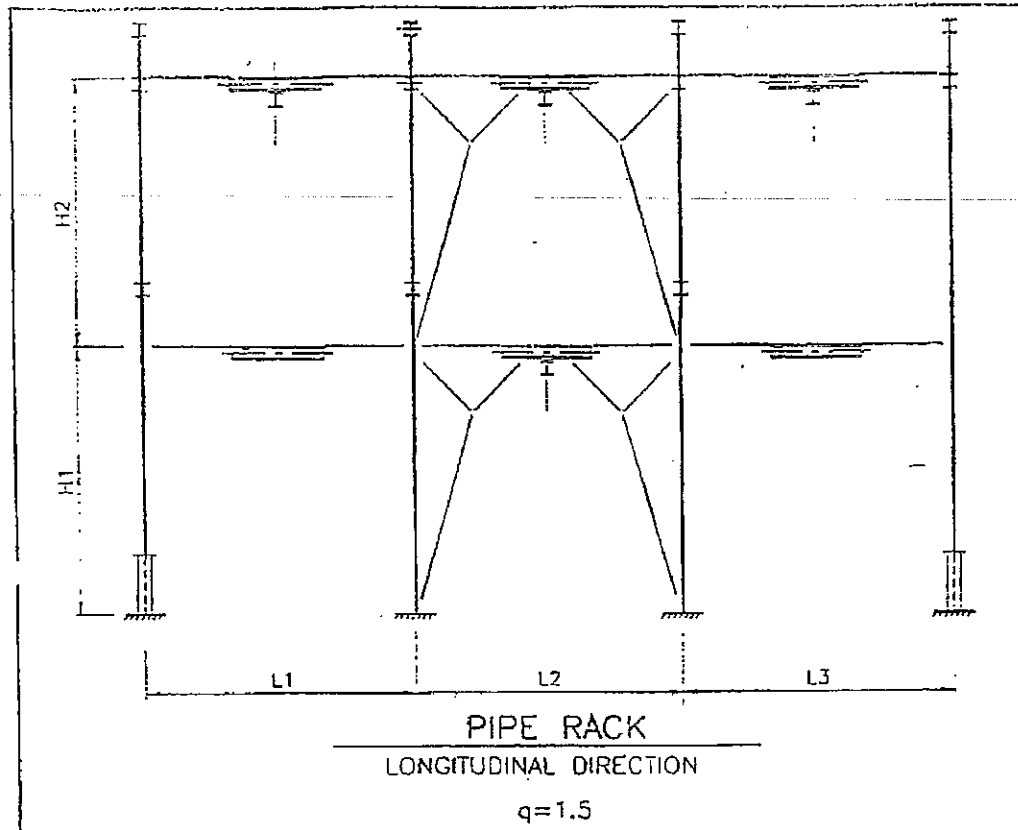 H2
H1
L1 L2 L3
PIPE RACK
LONGITUDINAL DIRECTION
q=1.5